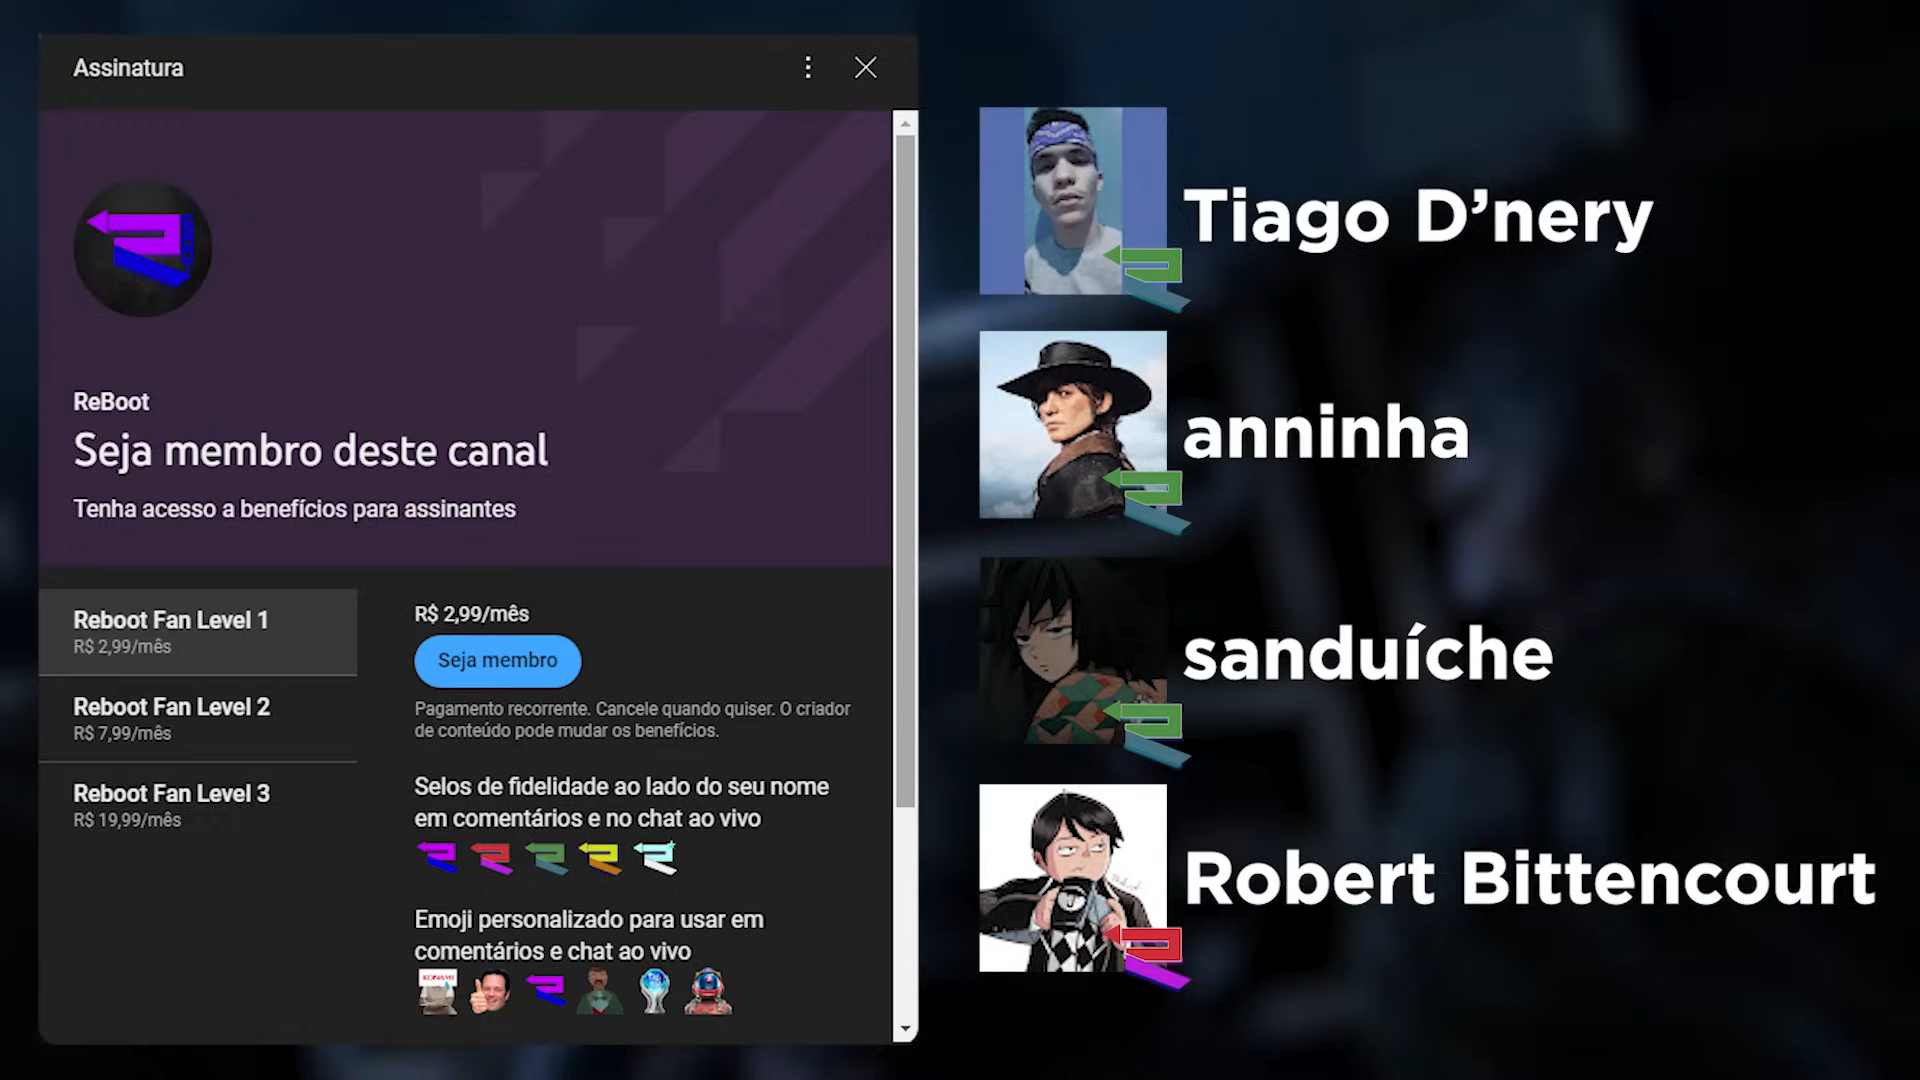 Assinatura
ReBoot
Seja membro deste canal
Tenha acesso a benefícios para assinantes
Reboot Fan Level 1
R$ 2,99/mês
Reboot Fan Level 2
R$ 7,99/mês
Reboot Fan Level 3
R$ 19,99/mês
R$ 2,99/mês
Seja membro
Pagamento recorrente. Cancele quando quiser. O criador
de conteúdo pode mudar os benefícios.
Selos de fidelidade ao lado do seu nome
em comentários e no chat ao vivo
Emoji personalizado para usar em
comentários e chat ao vivo
KONAMI
Tiago D’nery
anninha
sanduíche
Robert Bittencourt